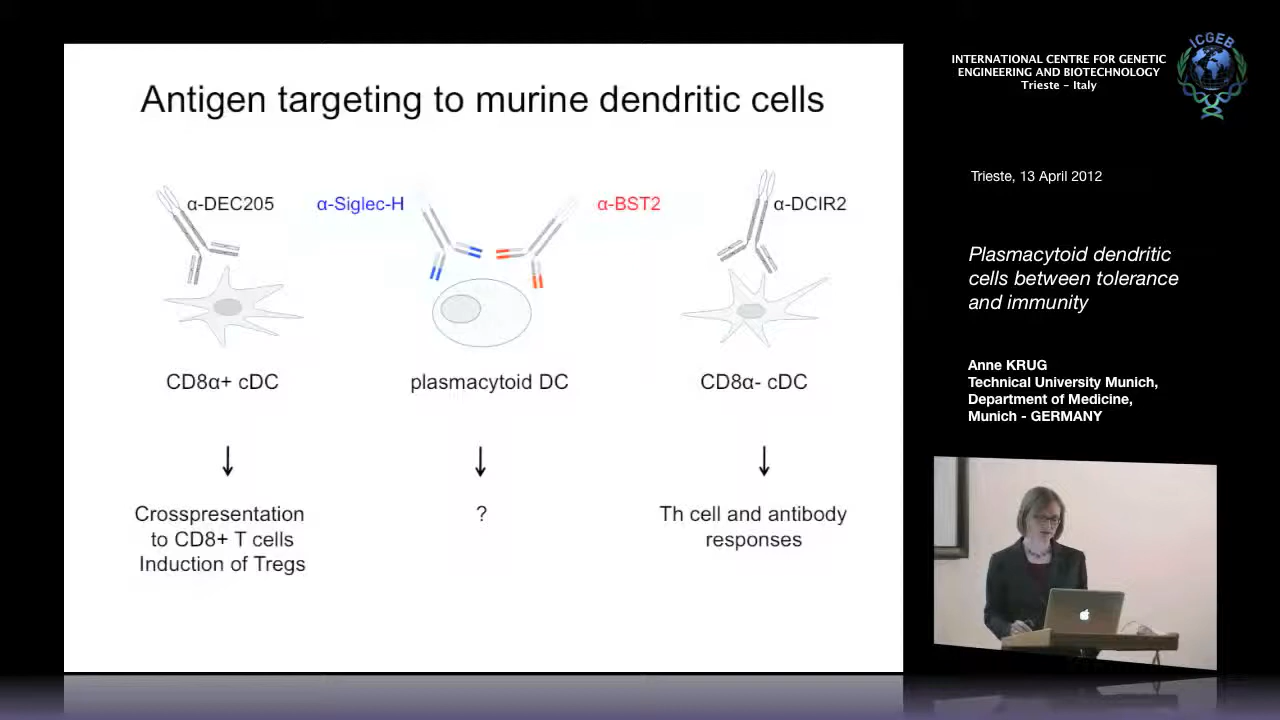 Antigen targeting to murine dendritic cells
α-DEC205
α-Siglec-H
α-BST2
α-DCIR2
CD8α+ cDC
plasmacytoid DC
CD8α- cDC
Crosspresentation
to CD8+ T cells
Induction of Tregs
?
Th cell and antibody
responses
INTERNATIONAL CENTRE FOR GENETIC
ENGINEERING AND BIOTECHNOLOGY
Trieste - Italy
ICGEB
Trieste, 13 April 2012
Plasmacytoid dendritic
cells between tolerance
and immunity
Anne KRUG
Technical University Munich,
Department of Medicine,
Munich - GERMANY